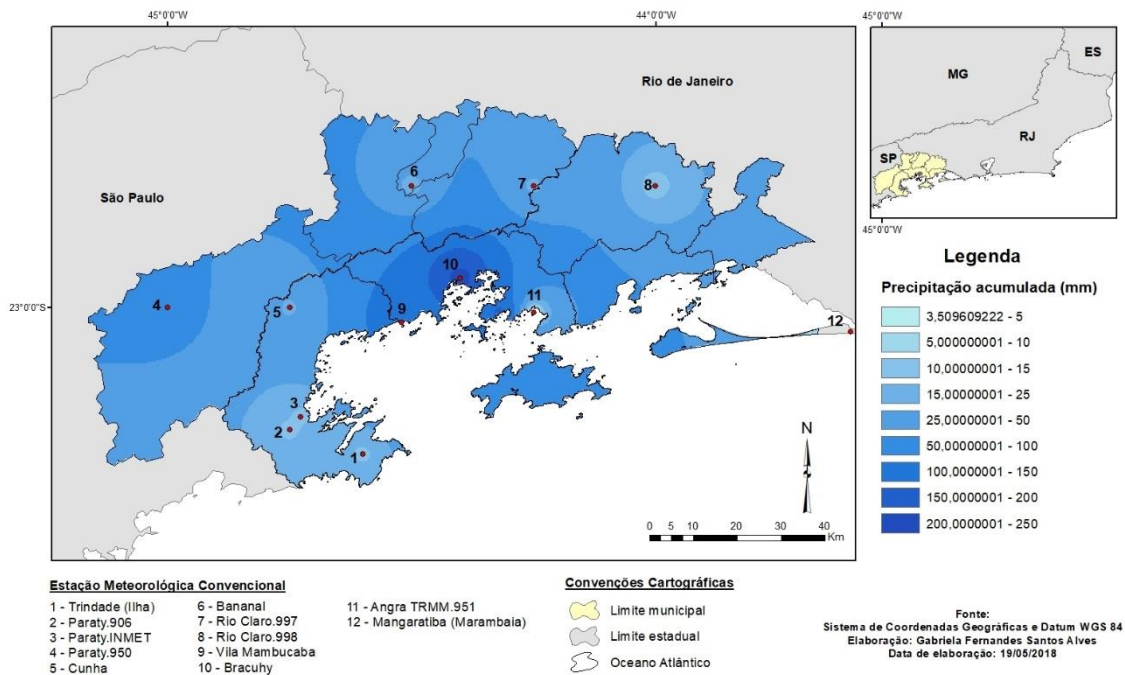 45°0'0"W
44°0'0"W
Rio de Janeiro
São Paulo
23°0'0"S
6
7
8
10
4
5
9
11
12
3
2
1
N
0 5 10 20 30 40
Km
45°0'0"W
MG
ES
RJ
SP
45°0'0"W
Legenda
Precipitação acumulada (mm)
3,509609222 - 5
5,000000001 - 10
10,00000001 - 15
15,00000001 - 25
25,00000001 - 50
50,00000001 - 100
100,0000001 - 150
150,0000001 - 200
200,0000001 - 250
Estação Meteorológica Convencional
1 - Trindade (Ilha)
2 - Paraty.906
3 - Paraty.INMET
4 - Paraty.950
5 - Cunha
6 - Bananal
7 - Rio Claro.997
8 - Rio Claro.998
9 - Vila Mambucaba
10 - Bracuhy
11 - Angra TRMM.951
12 - Mangaratiba (Marambaia)
Convenções Cartográficas
Limite municipal
Limite estadual
Oceano Atlântico
Fonte:
Sistema de Coordenadas Geográficas e Datum WGS 84
Elaboração: Gabriela Fernandes Santos Alves
Data de elaboração: 19/05/2018